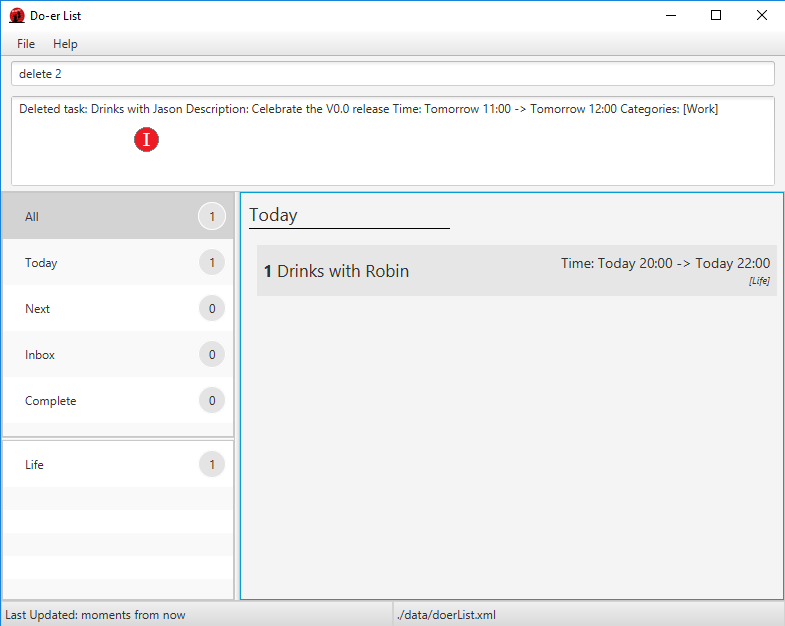 Do-er List
File Help
delete 2
Deleted task: Drinks with Jason Description: Celebrate the V0.0 release Time: Tomorrow 11:00 -> Tomorrow 12:00 Categories: [Work]
I
All 1
Today 1
Next 0
Inbox 0
Complete 0
Life 1
Today
1 Drinks with Robin
Time: Today 20:00 -> Today 22:00
[Life]
Last Updated: moments from now
./data/doerList.xml